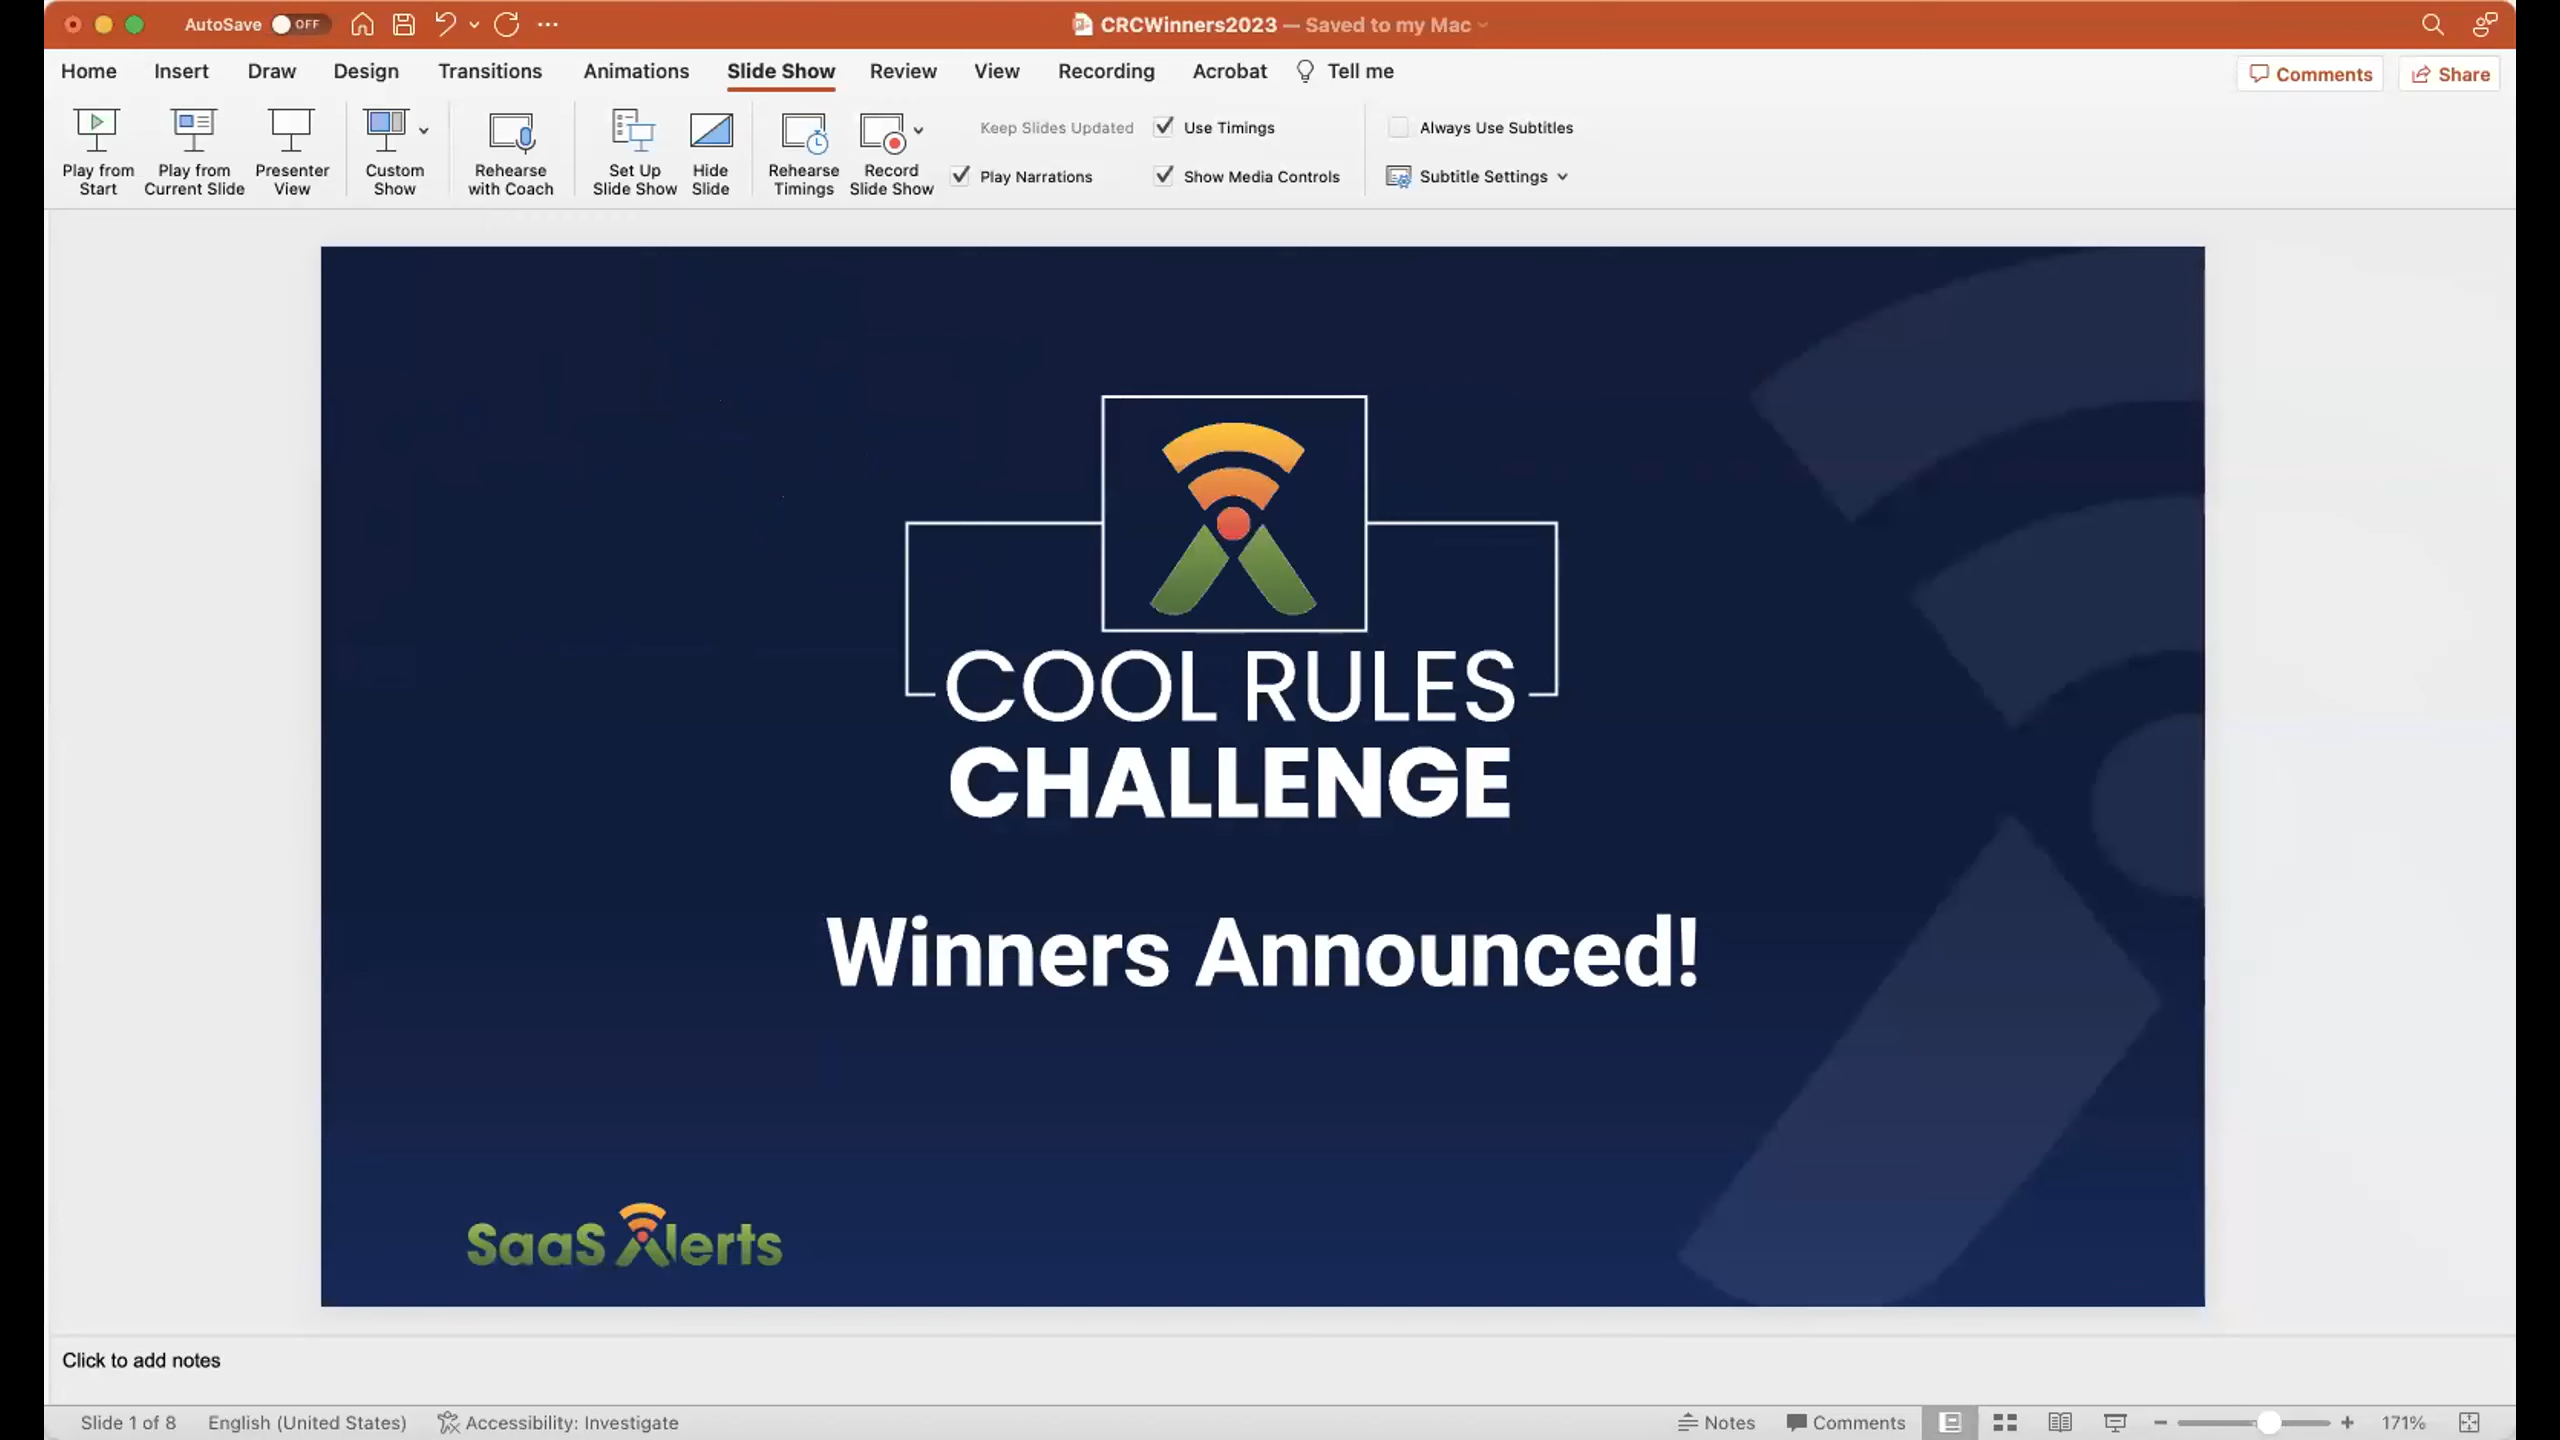 AutoSave OFF
CRCWinners2023 — Saved to my Mac
Home Insert Draw Design Transitions Animations Slide Show Review View Recording Acrobat Tell me
Comments Share
Play from Start
Play from Current Slide
Presenter View
Custom Show
Rehearse with Coach
Set Up Slide Show
Hide Slide
Rehearse Timings
Record Slide Show
Keep Slides Updated
Use Timings
Play Narrations
Show Media Controls
Always Use Subtitles
Subtitle Settings
COOL RULES
CHALLENGE
Winners Announced!
SaaS Alerts
Click to add notes
Slide 1 of 8 English (United States) Accessibility: Investigate
Notes Comments 171%